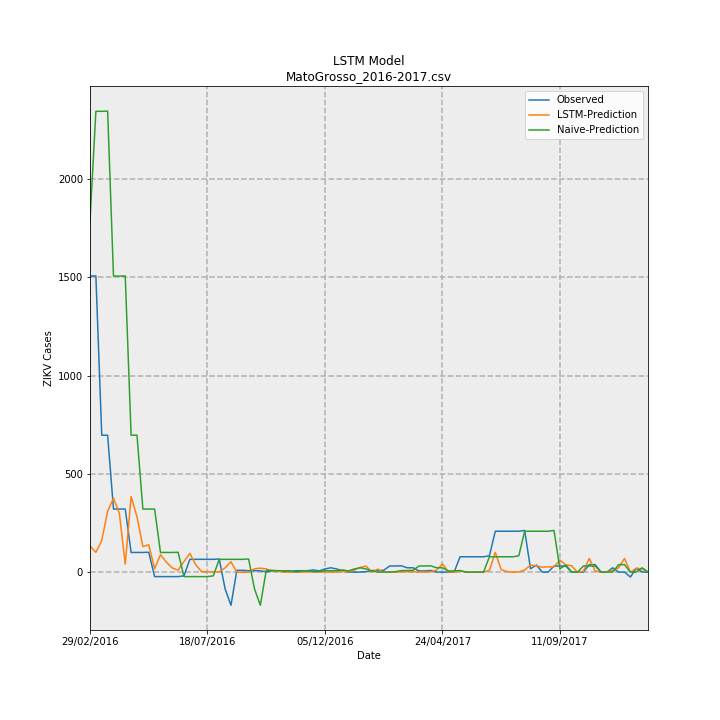 LSTM Model
MatoGrosso_2016-2017.csv
Observed
LSTM-Prediction
Naive-Prediction
2000
1500
1000
500
0
ZIKV Cases
29/02/2016
18/07/2016
05/12/2016
24/04/2017
11/09/2017
Date